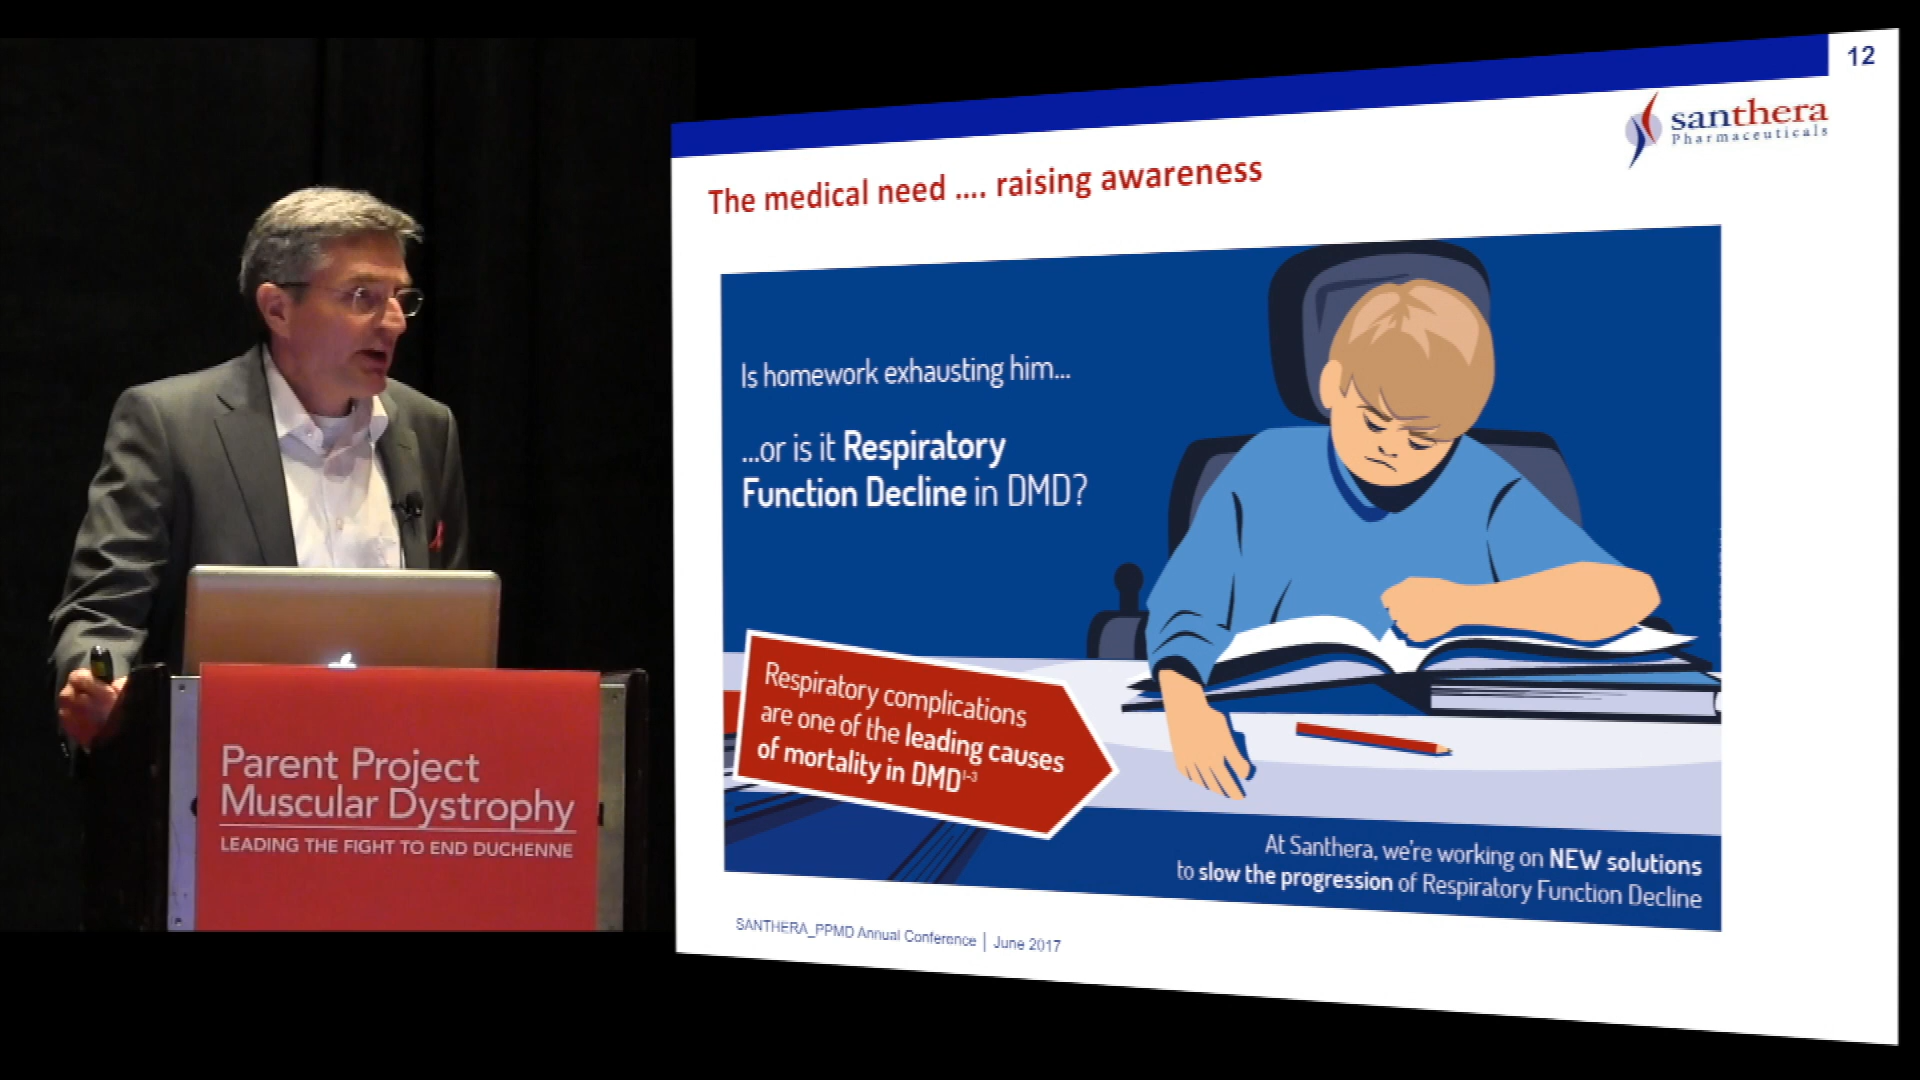 12
santhera
Pharmaceuticals
The medical need .... raising awareness
Is homework exhausting him...
...or is it Respiratory
Function Decline in DMD?
Respiratory complications
are one of the leading causes
of mortality in DMD1-3
At Santhera, we're working on NEW solutions
to slow the progression of Respiratory Function Decline
SANTHERA_PPMD Annual Conference | June 2017
Parent Project
Muscular Dystrophy
LEADING THE FIGHT TO END DUCHENNE